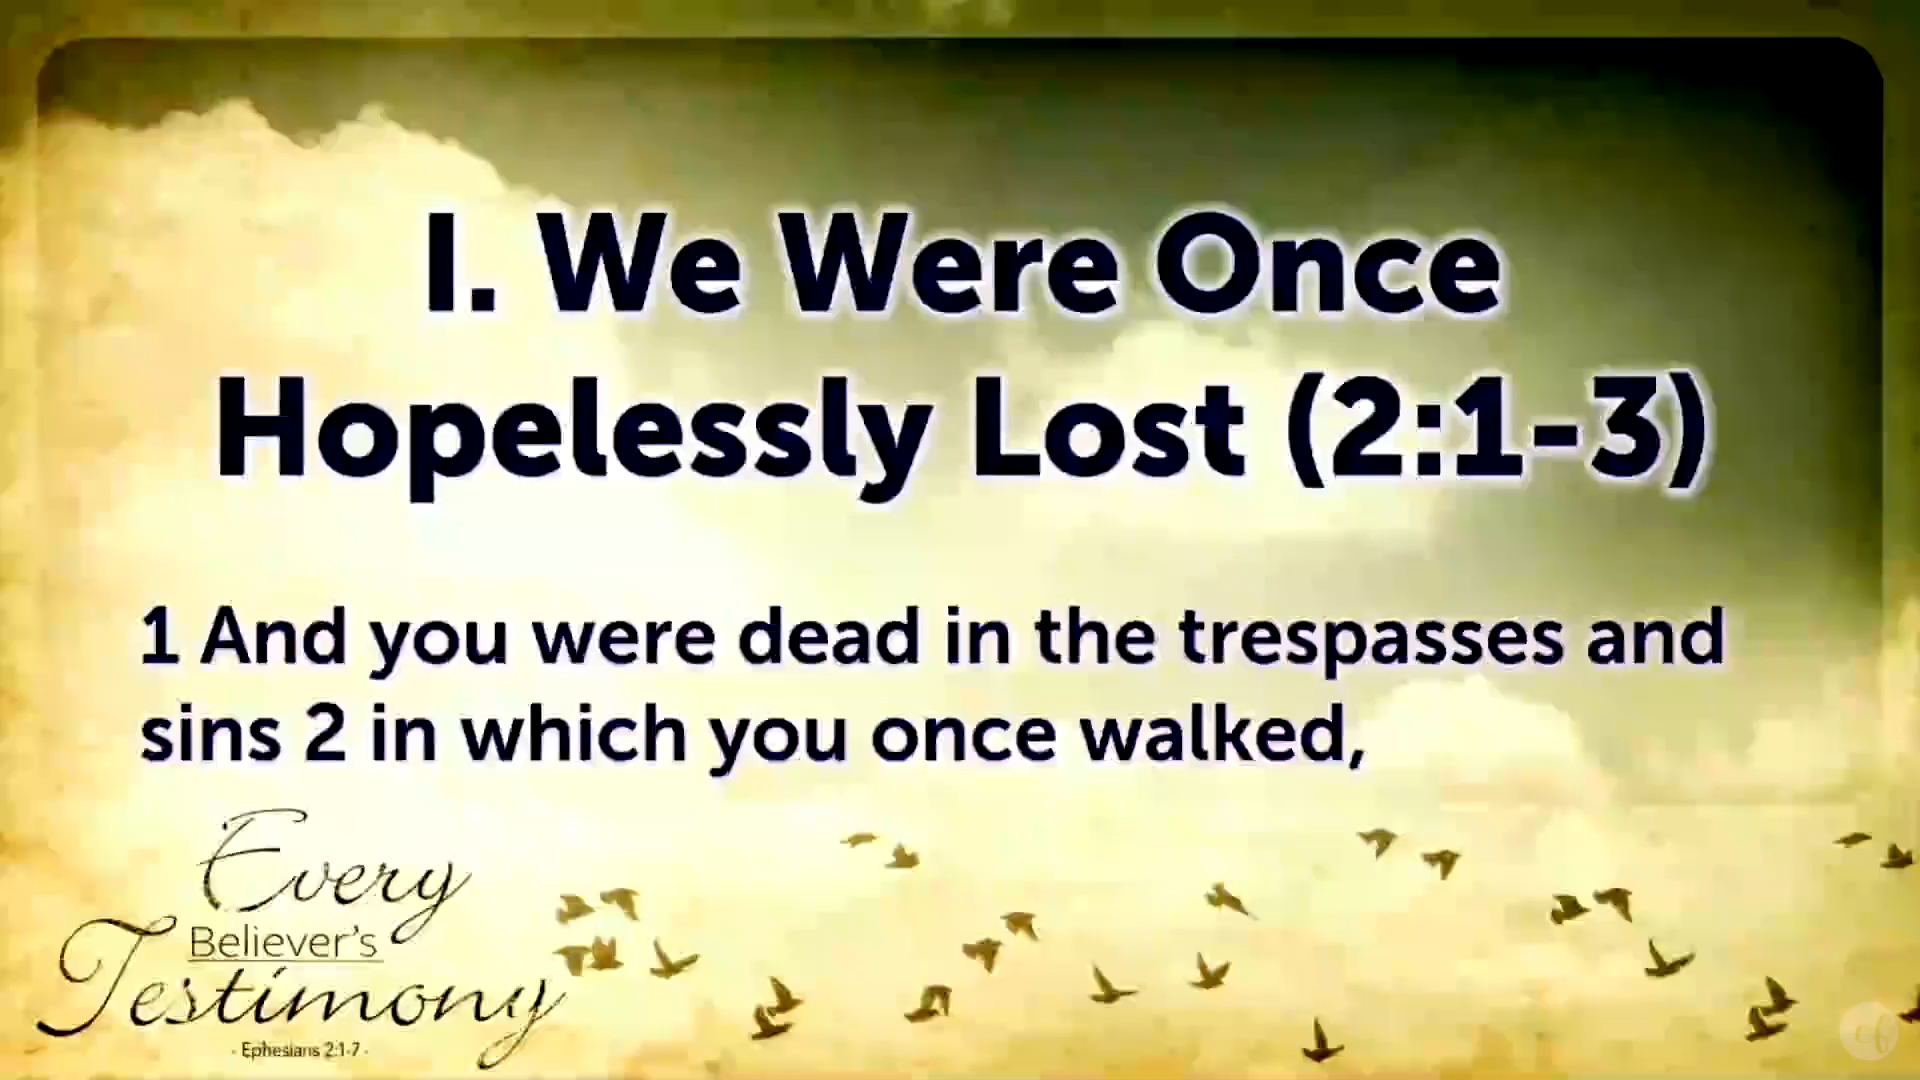 I. We Were Once
Hopelessly Lost (2:1-3)
1 And you were dead in the trespasses and
sins 2 in which you once walked,
Every
Believer's
Testimony
- Ephesians 2:1-7 -
cf